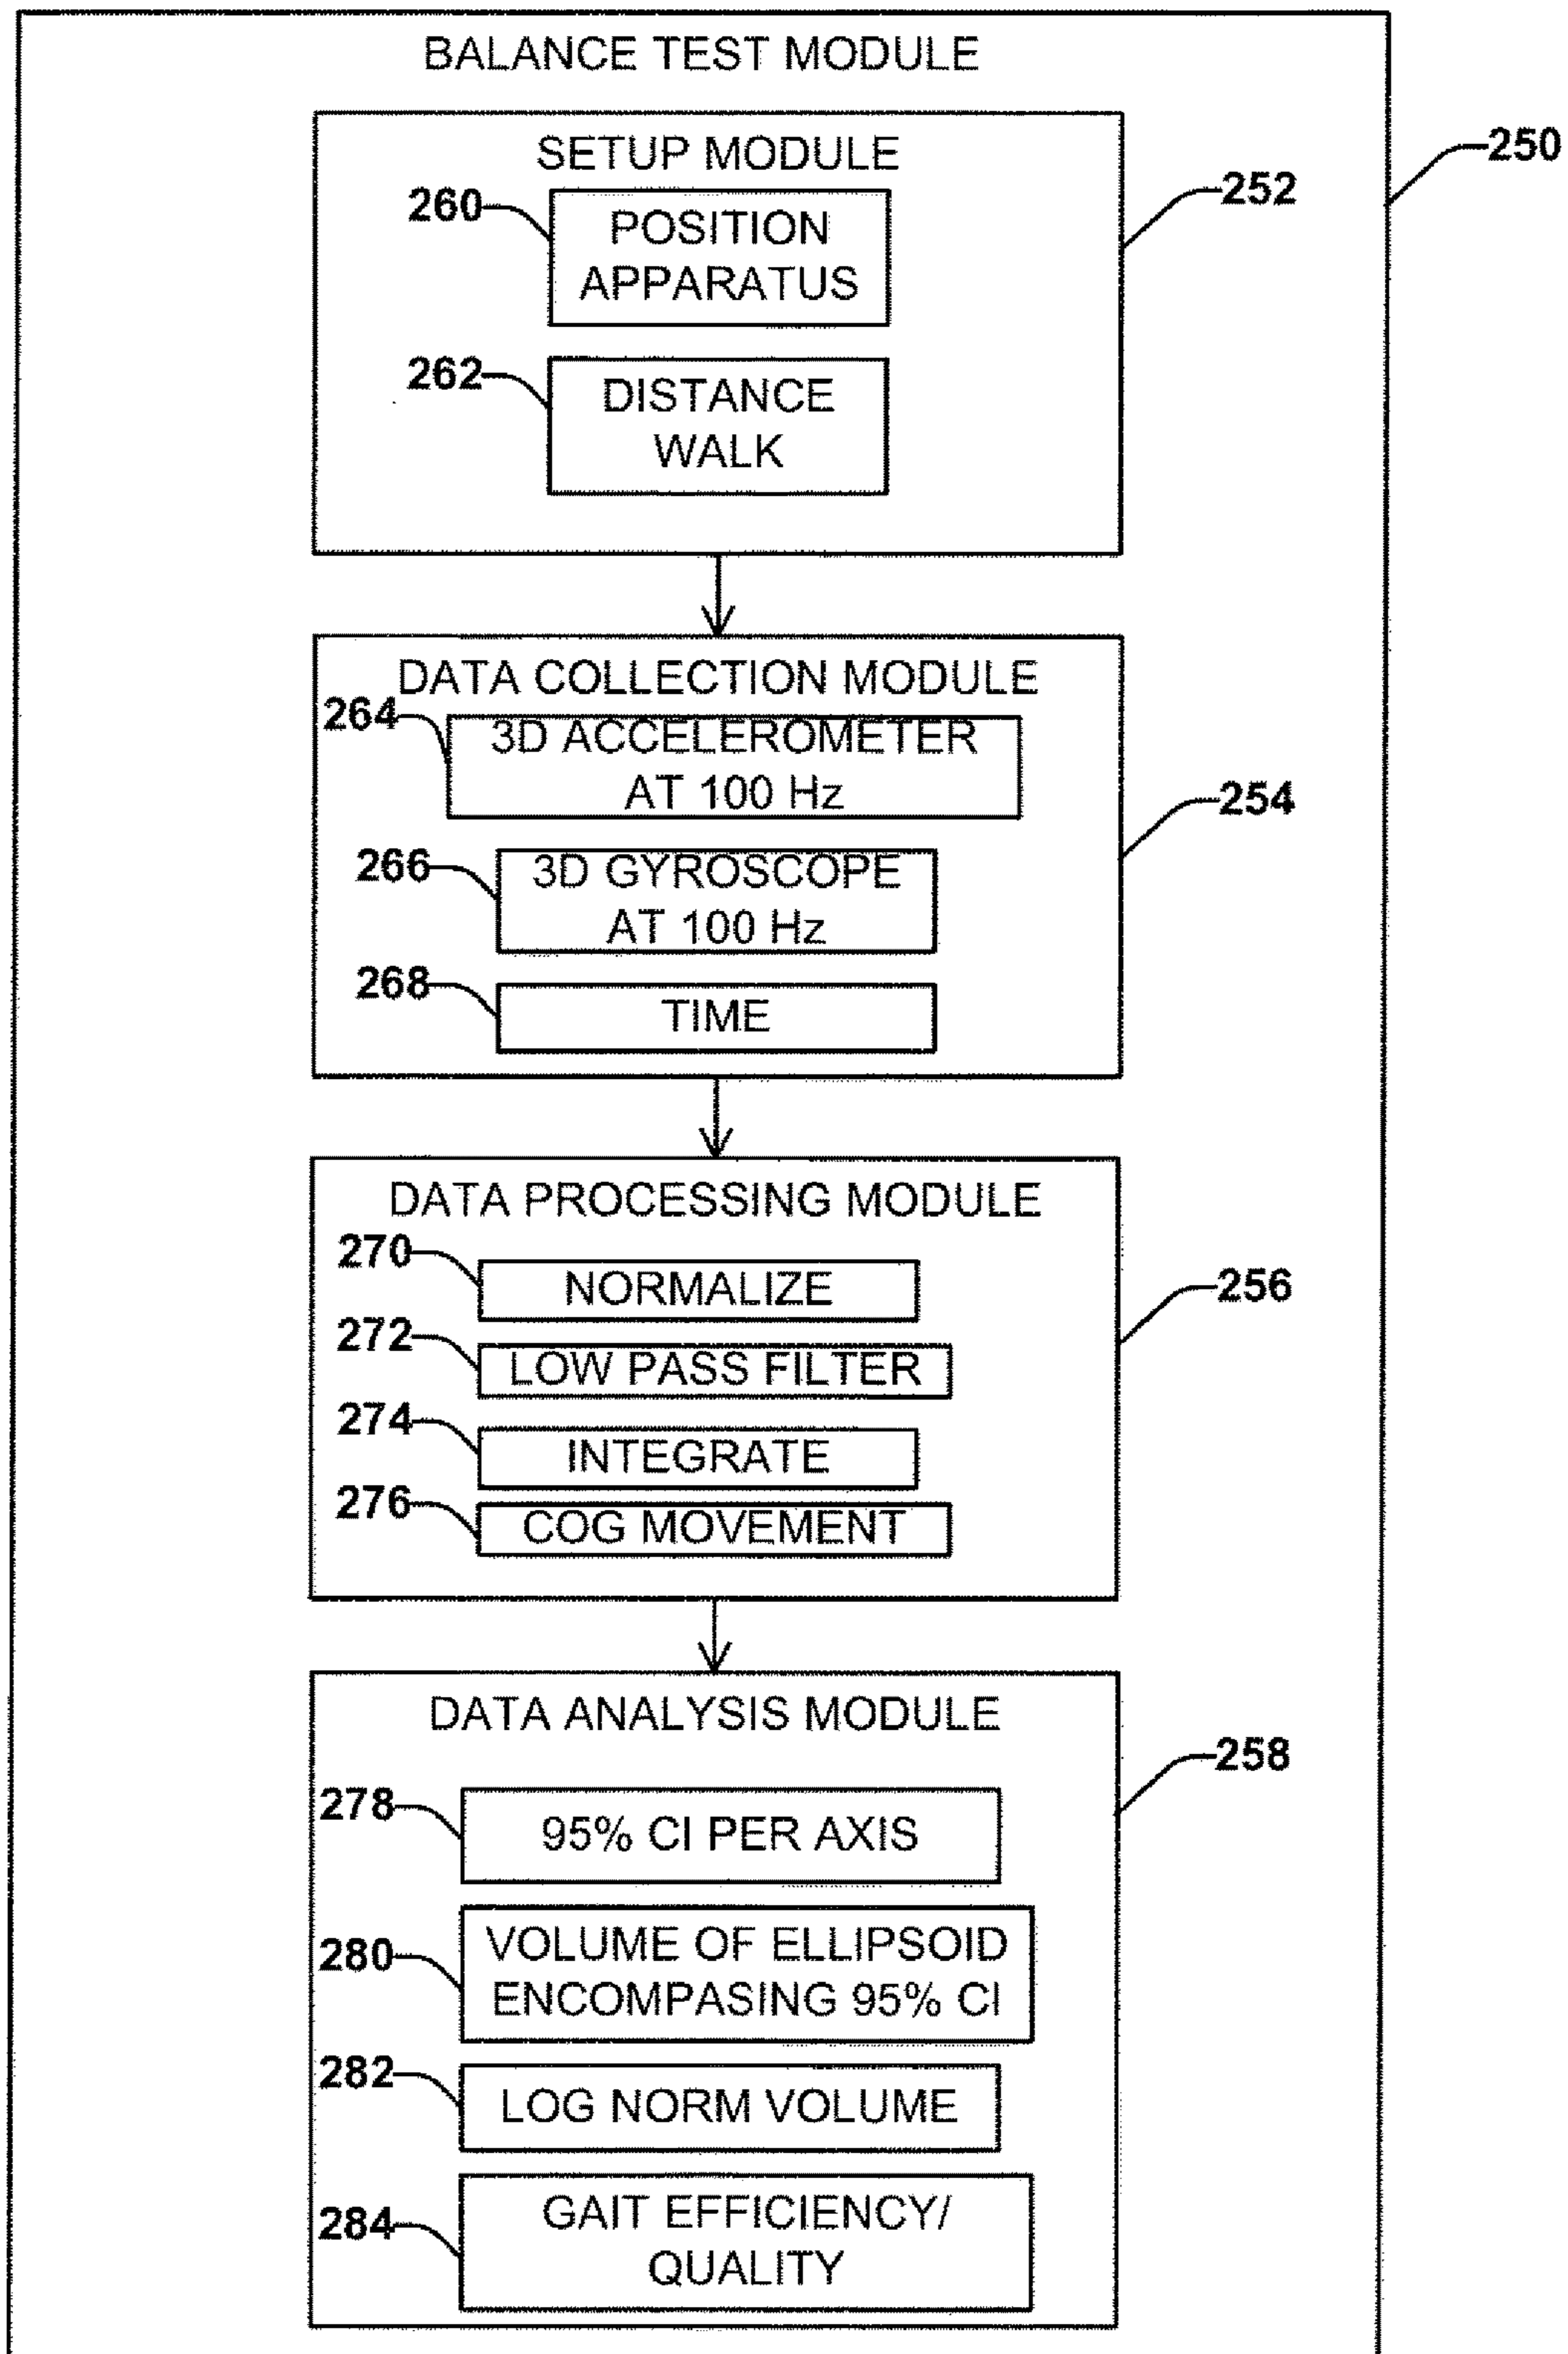 BALANCE TEST MODULE
250
SETUP MODULE
252
260
POSITION
APPARATUS
262
DISTANCE
WALK
DATA COLLECTION MODULE
254
264
3D ACCELEROMETER
AT 100 Hz
266
3D GYROSCOPE
AT 100 Hz
268
TIME
DATA PROCESSING MODULE
256
270
NORMALIZE
272
LOW PASS FILTER
274
INTEGRATE
276
COG MOVEMENT
DATA ANALYSIS MODULE
258
278
95% CI PER AXIS
280
VOLUME OF ELLIPSOID
ENCOMPASING 95% CI
282
LOG NORM VOLUME
284
GAIT EFFICIENCY/
QUALITY